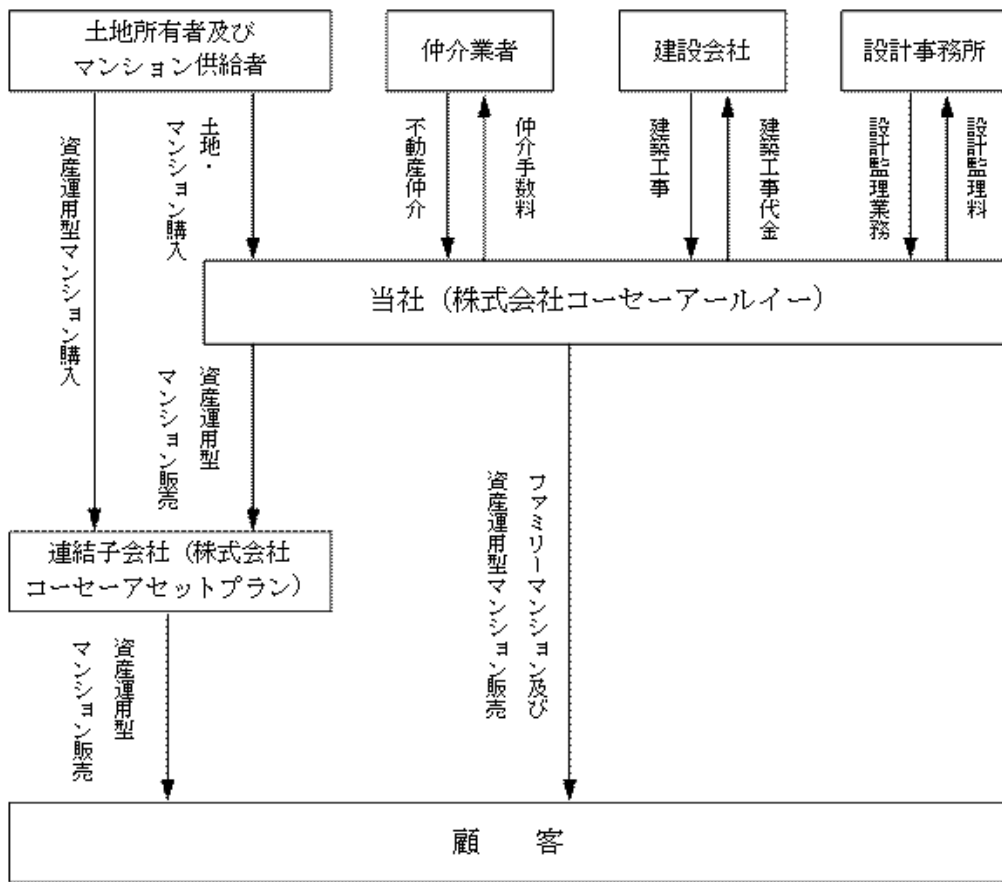 土地所有者及び
マンション供給者
仲介業者
建設会社
設計事務所
資産運用型マンション購入
土地・
マンション購入
不動産仲介
仲介手数料
建築工事
建築工事代金
設計監理業務
設計監理料
当社（株式会社コーセーアールイー）
資産運用型
マンション販売
ファミリーマンション及び
資産運用型マンション販売
連結子会社（株式会社
コーセーアセットプラン）
資産運用型
マンション販売
顧　客